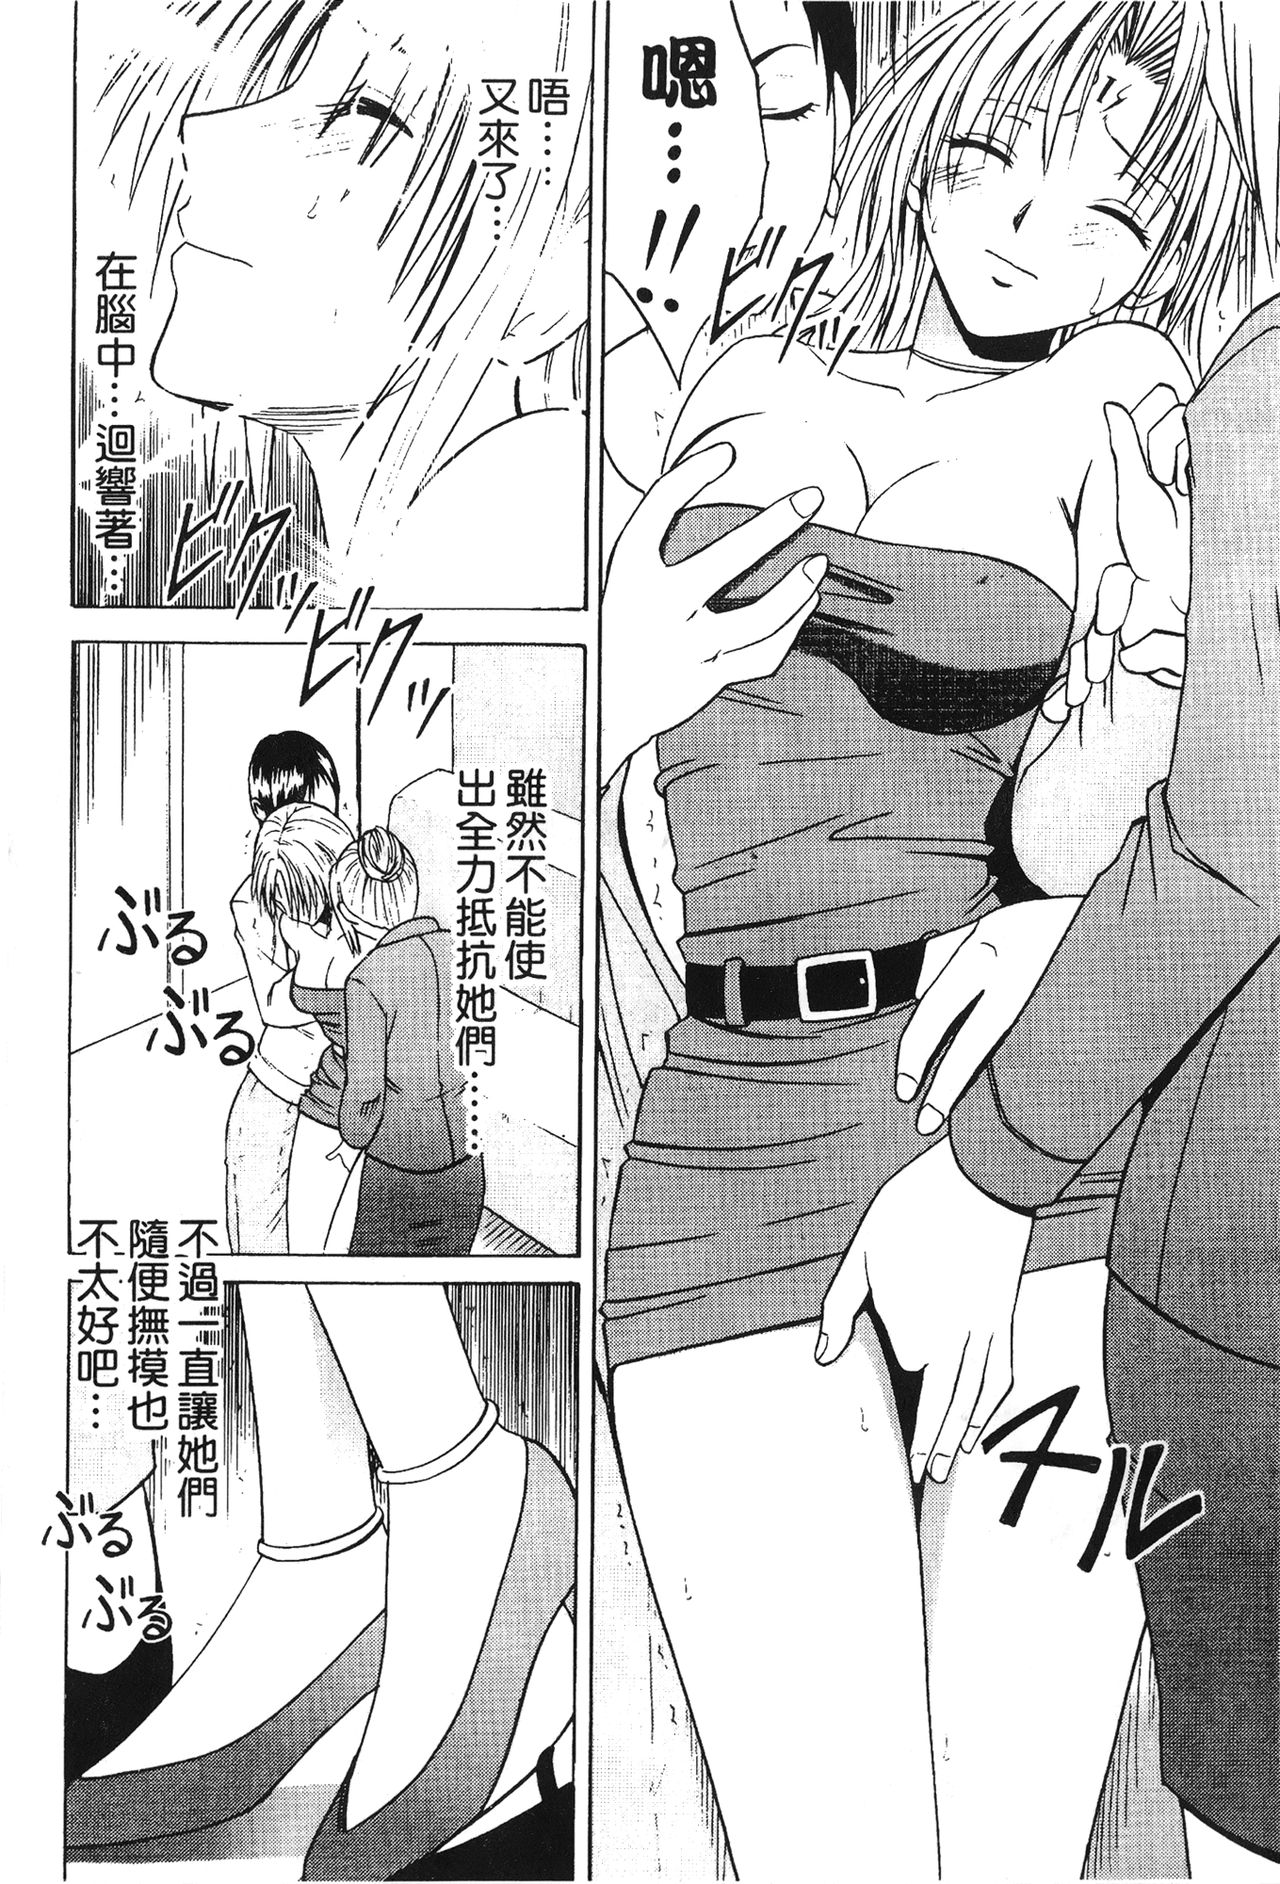 嗯…!!
ビクッ
ヌル
唔……
又來了…
在腦中…迴響著…
ビクッ
ビクッ
雖然不能使
出全力抵抗她們………
ぶる
ぶる
不過一直讓她們
隨便撫摸也
不太好吧…
ぶる
ぶる